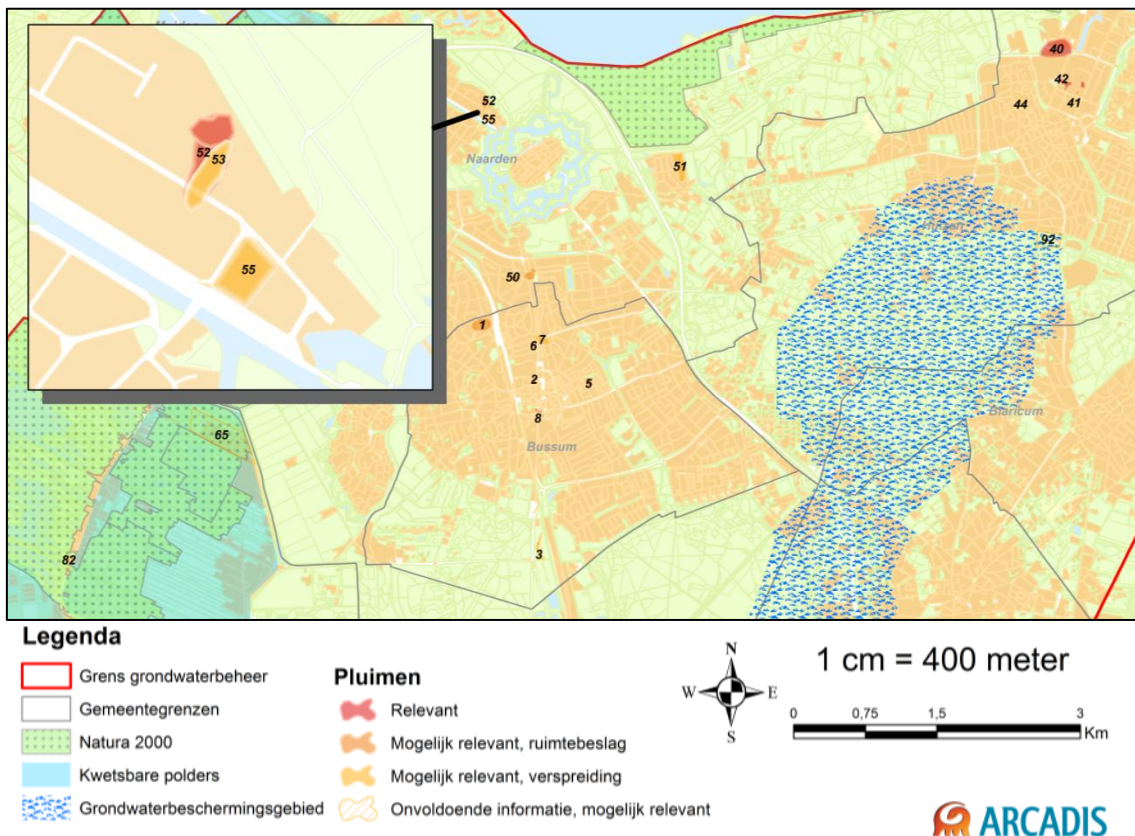 52
53
55
52
55
Naarden
51
50
1
6
7
2
5
8
Bussum
3
65
82
40
42
44
41
92
Blaricum
Legenda
Grens grondwaterbeheer
Gemeentegrenzen
Natura 2000
Kwetsbare polders
Grondwaterbeschermingsgebied
Pluimen
Relevant
Mogelijk relevant, ruimtebeslag
Mogelijk relevant, verspreiding
Onvoldoende informatie, mogelijk relevant
N
W E
S
1 cm = 400 meter
0 0,75 1,5 3
Km
ARCADIS